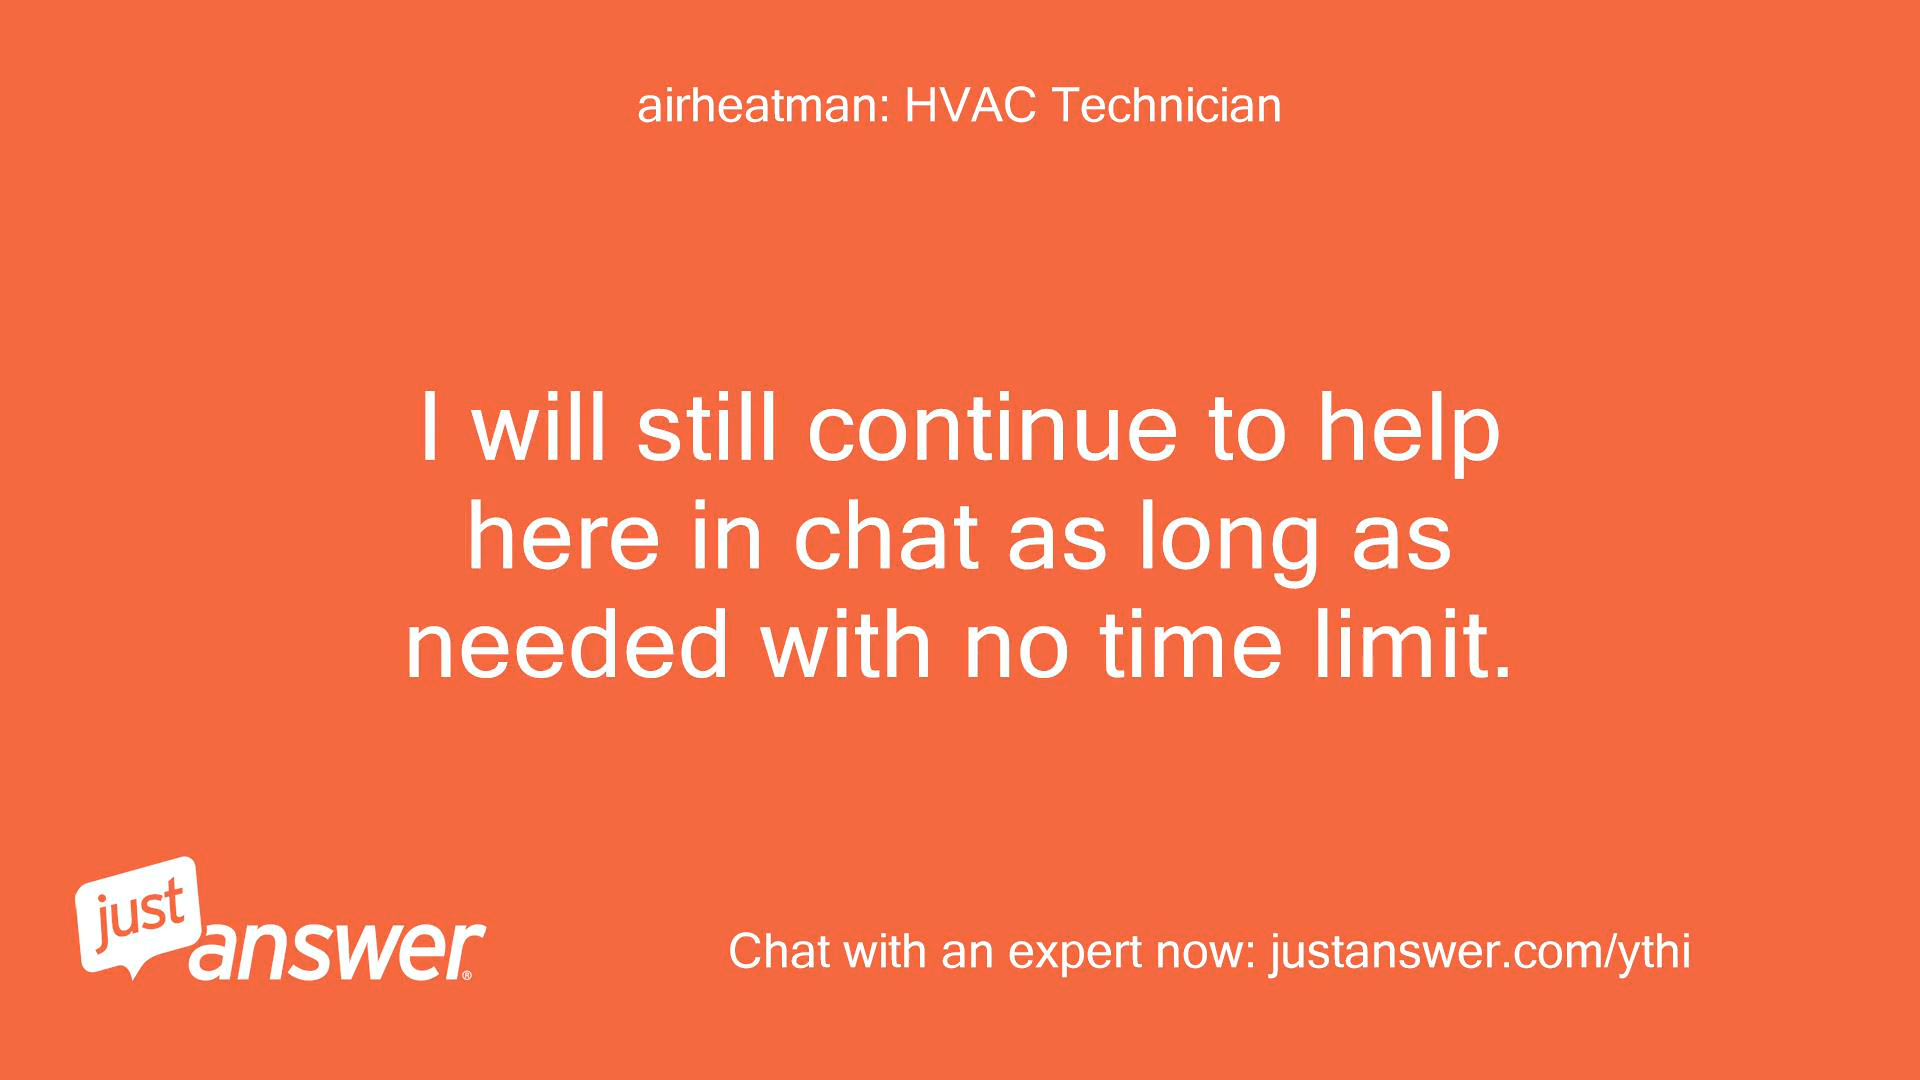 airheatman: HVAC Technician
I will still continue to help
here in chat as long as
needed with no time limit.
just
answer®
Chat with an expert now: justanswer.com/ythi